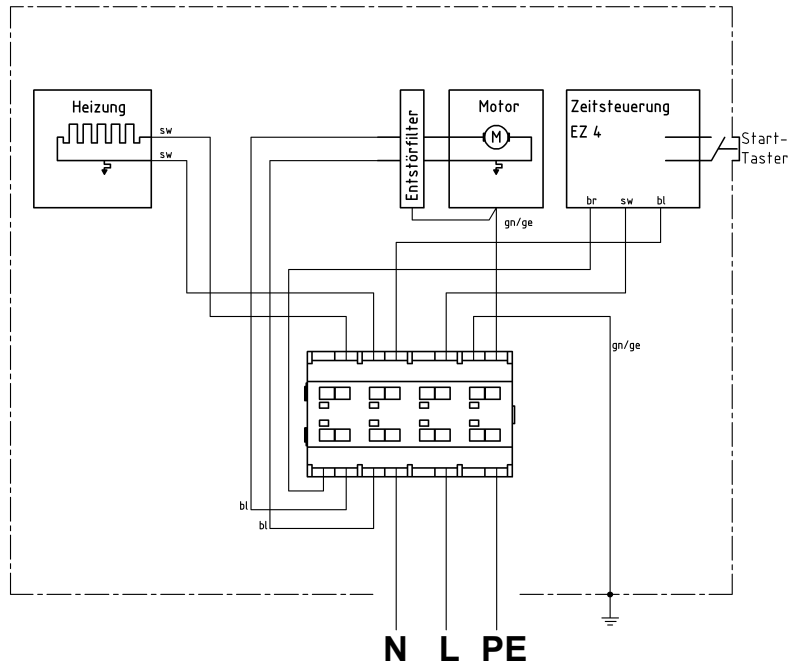 Heizung
sw
sw
Entstörfilter
Motor
M
gn/ge
Zeitsteuerung
EZ 4
br sw bl
Start-
Taster
gn/ge
bl
bl
N L PE